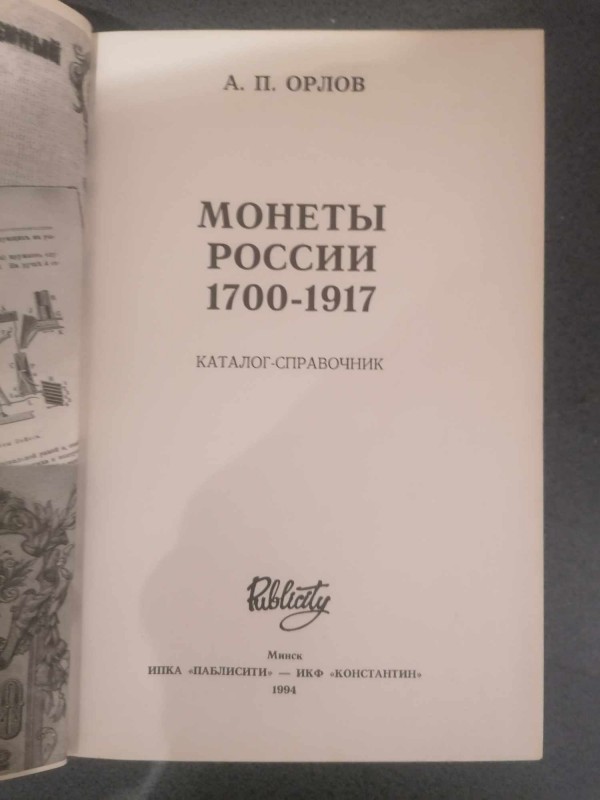 А. П. ОРЛОВ
МОНЕТЫ
РОССИИ
1700-1917
КАТАЛОГ-СПРАВОЧНИК
Publicity
Минск
ИПКА «ПАБЛИСИТИ» — ИКФ «КОНСТАНТИН»
1994